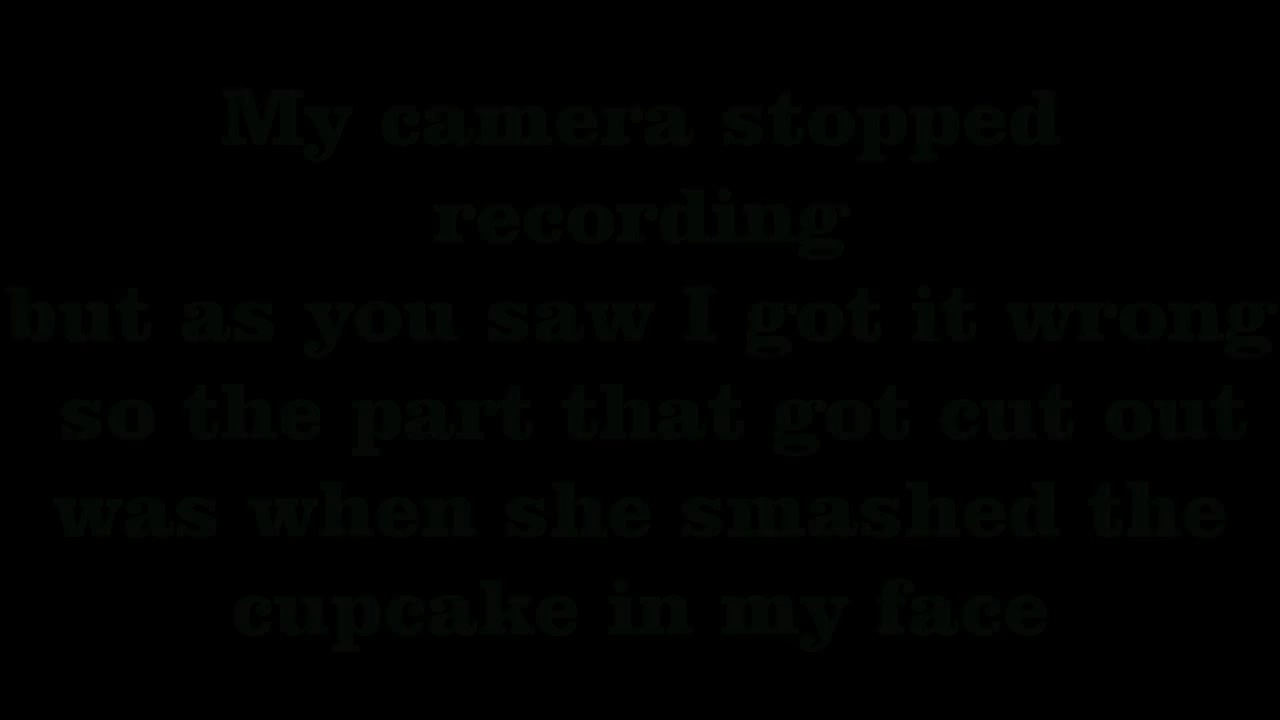 My camera stopped
recording
but as you saw I got it wrong
so the part that got cut out
was when she smashed the
cupcake in my face